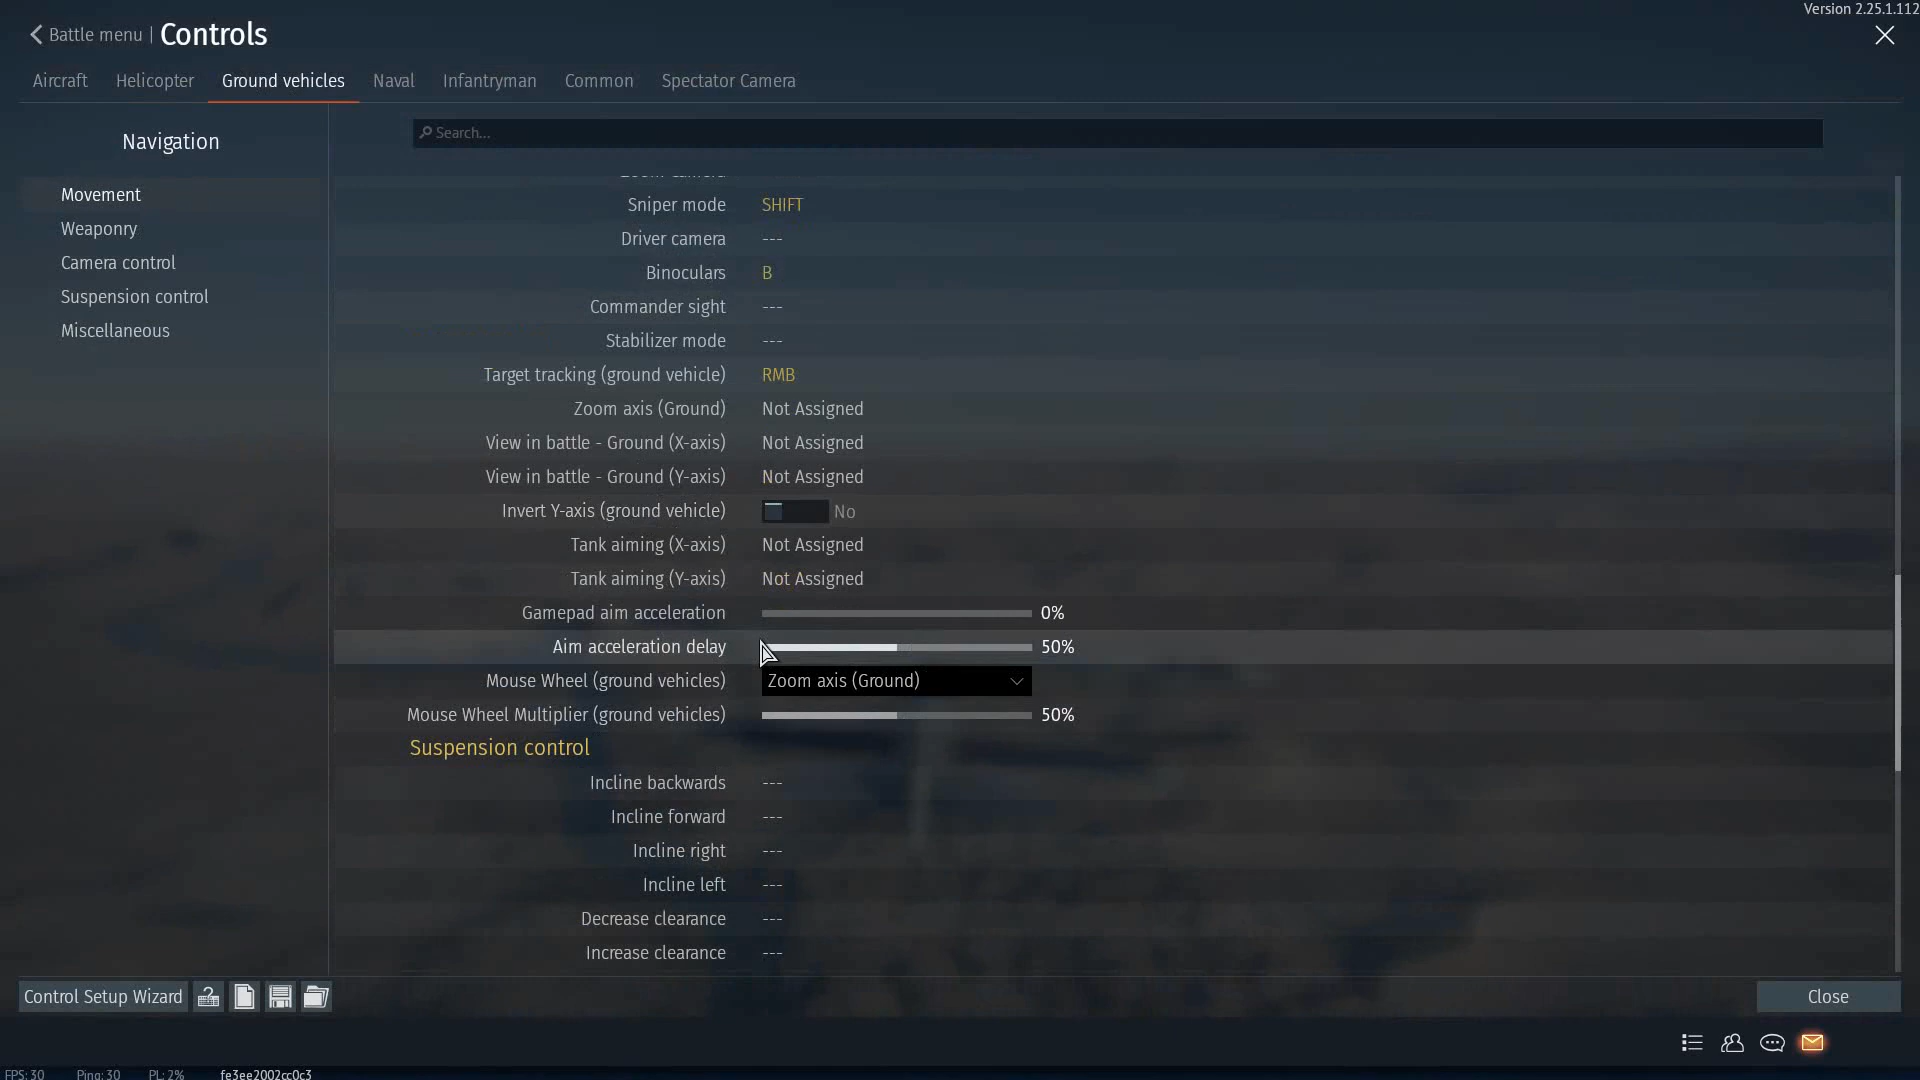 Version 2.25.1.112
Battle menu | Controls
Aircraft Helicopter Ground vehicles Naval Infantryman Common Spectator Camera
Navigation
Search...
Movement
Weaponry
Camera control
Suspension control
Miscellaneous
Zoom camera
Sniper mode SHIFT
Driver camera ---
Binoculars B
Commander sight ---
Stabilizer mode ---
Target tracking (ground vehicle) RMB
Zoom axis (Ground) Not Assigned
View in battle - Ground (X-axis) Not Assigned
View in battle - Ground (Y-axis) Not Assigned
Invert Y-axis (ground vehicle) No
Tank aiming (X-axis) Not Assigned
Tank aiming (Y-axis) Not Assigned
Gamepad aim acceleration 0%
Aim acceleration delay 50%
Mouse Wheel (ground vehicles) Zoom axis (Ground)
Mouse Wheel Multiplier (ground vehicles) 50%
Suspension control
Incline backwards ---
Incline forward ---
Incline right ---
Incline left ---
Decrease clearance ---
Increase clearance ---
Control Setup Wizard
Close
FPS: 30 Ping: 30 PL: 2% fe3ee2002cc0c3